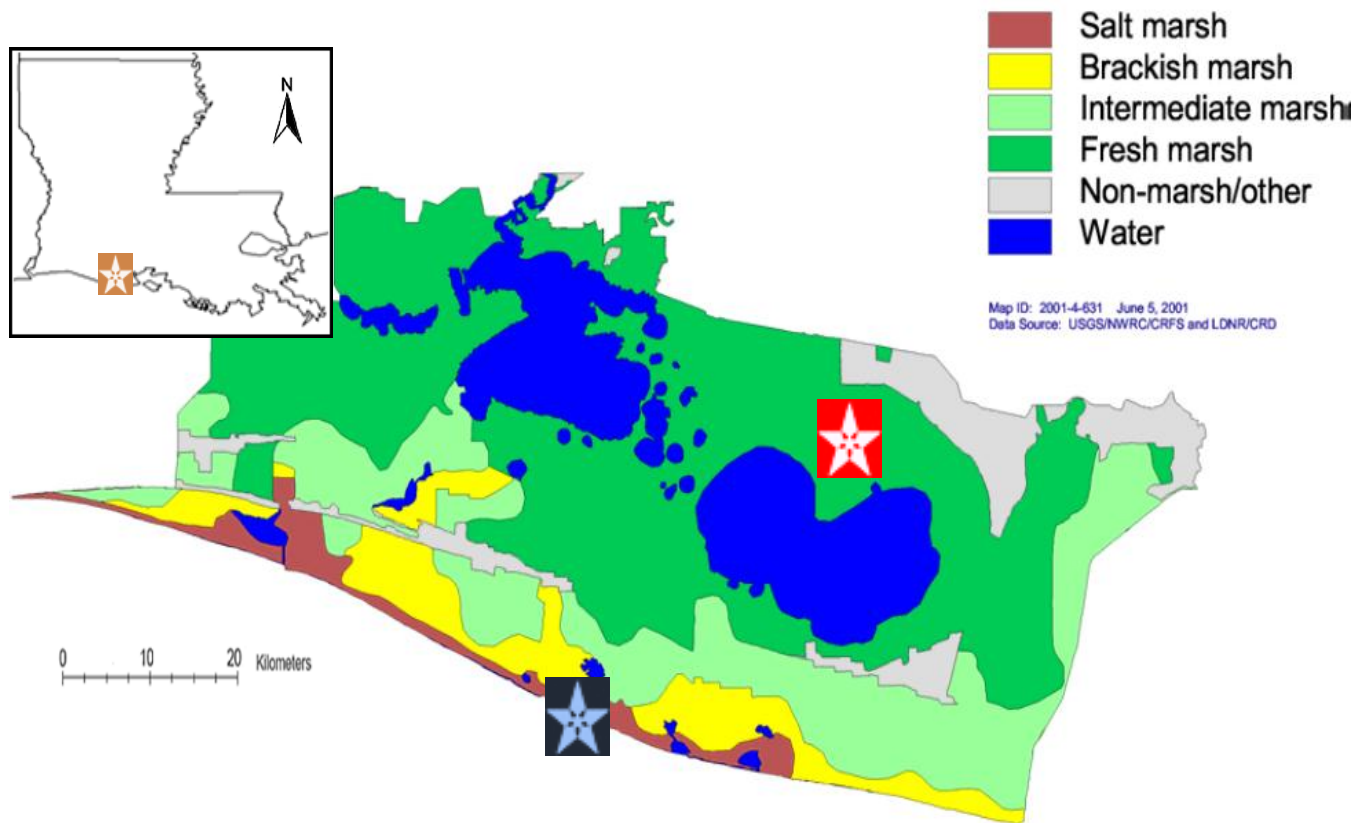 Salt marsh
Brackish marsh
Intermediate marsh
Fresh marsh
Non-marsh/other
Water
Map ID: 2001-4-631 June 5, 2001
Data Source: USGS/NWRC/CRFS and LDNR/CRD
N
0 10 20 Kilometers